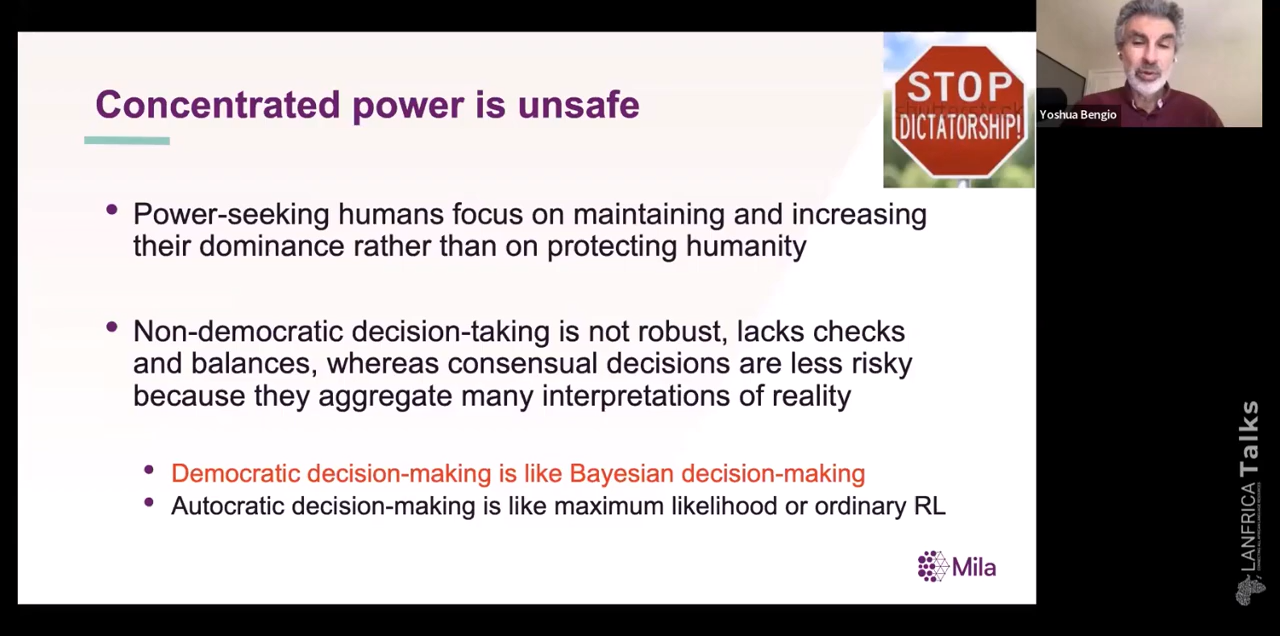 Concentrated power is unsafe
STOP
shutterstock
DICTATORSHIP!
Yoshua Bengio
• Power-seeking humans focus on maintaining and increasing
their dominance rather than on protecting humanity
• Non-democratic decision-taking is not robust, lacks checks
and balances, whereas consensual decisions are less risky
because they aggregate many interpretations of reality
• Democratic decision-making is like Bayesian decision-making
• Autocratic decision-making is like maximum likelihood or ordinary RL
Mila
LANFRICA Talks